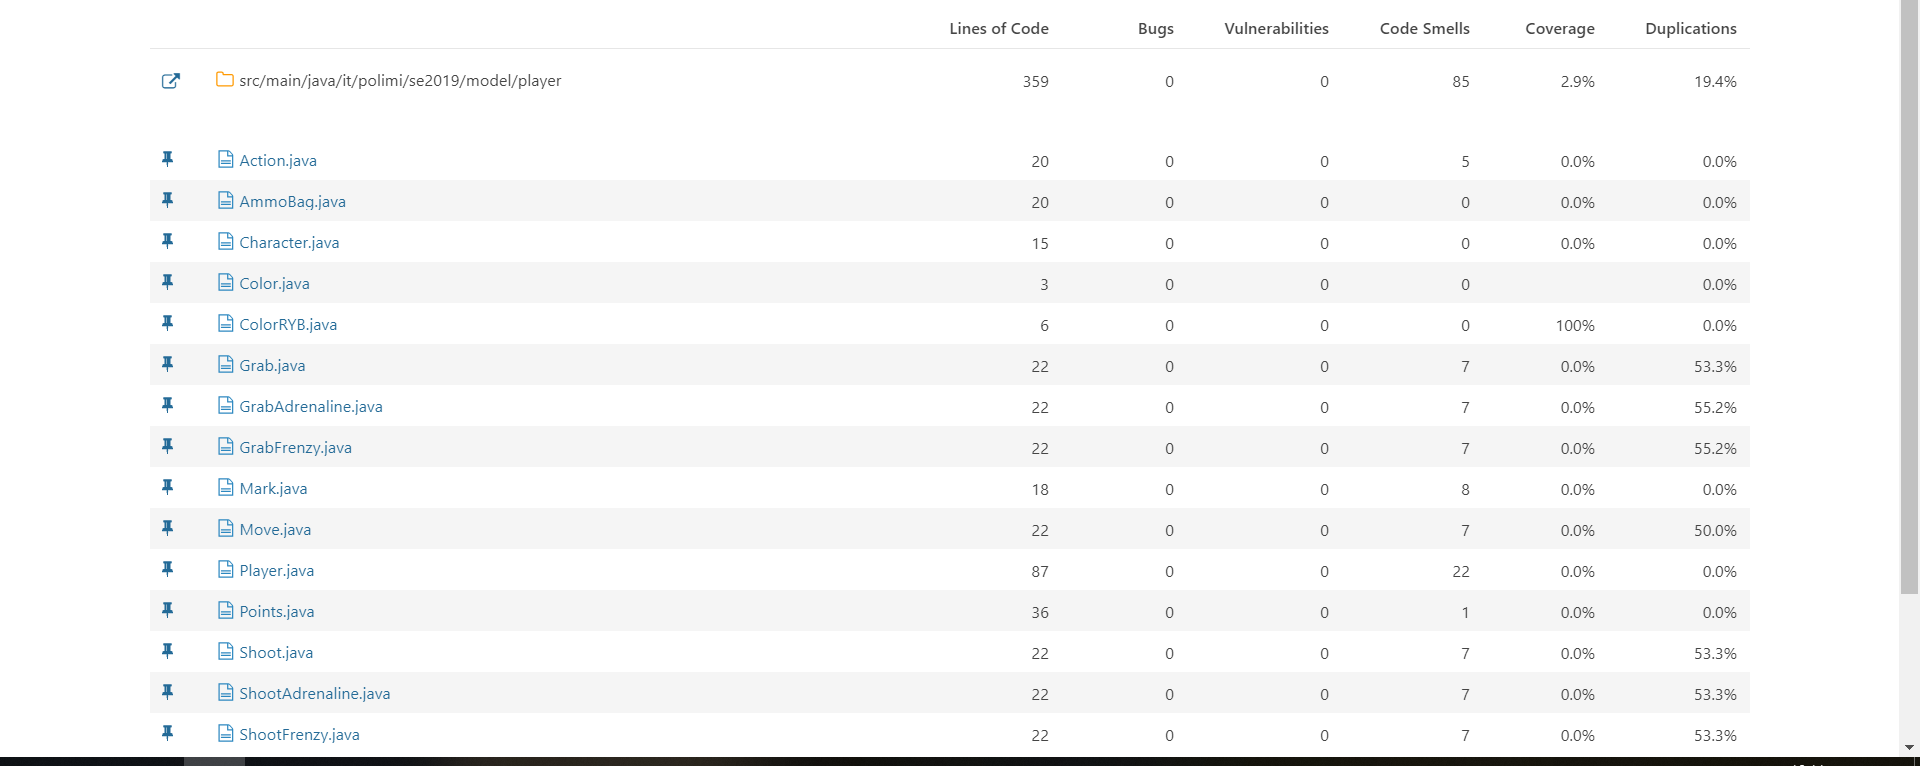 Lines of Code Bugs Vulnerabilities Code Smells Coverage Duplications
src/main/java/it/polimi/se2019/model/player 359 0 0 85 2.9% 19.4%
Action.java 20 0 0 5 0.0% 0.0%
AmmoBag.java 20 0 0 0 0.0% 0.0%
Character.java 15 0 0 0 0.0% 0.0%
Color.java 3 0 0 0 0.0%
ColorRYB.java 6 0 0 0 100% 0.0%
Grab.java 22 0 0 7 0.0% 53.3%
GrabAdrenaline.java 22 0 0 7 0.0% 55.2%
GrabFrenzy.java 22 0 0 7 0.0% 55.2%
Mark.java 18 0 0 8 0.0% 0.0%
Move.java 22 0 0 7 0.0% 50.0%
Player.java 87 0 0 22 0.0% 0.0%
Points.java 36 0 0 1 0.0% 0.0%
Shoot.java 22 0 0 7 0.0% 53.3%
ShootAdrenaline.java 22 0 0 7 0.0% 53.3%
ShootFrenzy.java 22 0 0 7 0.0% 53.3%